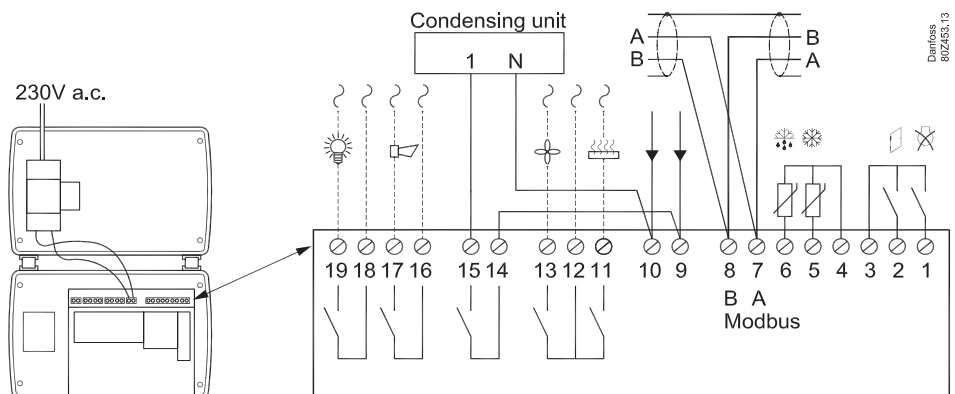 Condensing unit
1 N
230V a.c.
A
B
B
A
Danfoss
80Z453.13
19 18 17 16 15 14 13 12 11 10 9 8 7 6 5 4 3 2 1
B A
Modbus